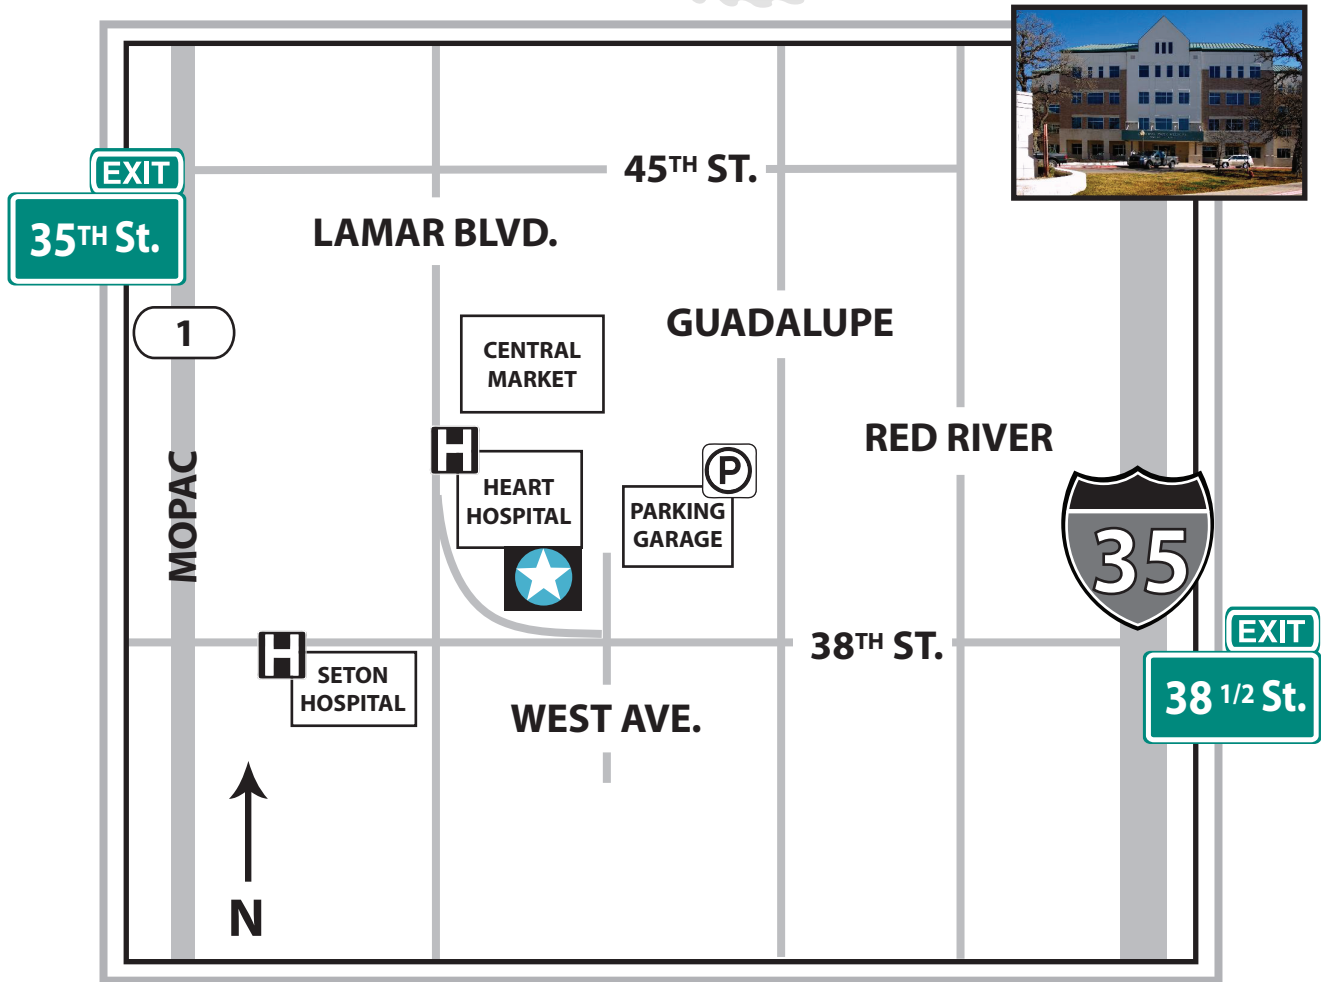 EXIT
45TH ST.
35TH St.
LAMAR BLVD.
1
GUADALUPE
CENTRAL
MARKET
RED RIVER
H
P
MOPAC
HEART
HOSPITAL
PARKING
GARAGE
35
H
38TH ST.
EXIT
SETON
HOSPITAL
38 1/2 St.
WEST AVE.
N